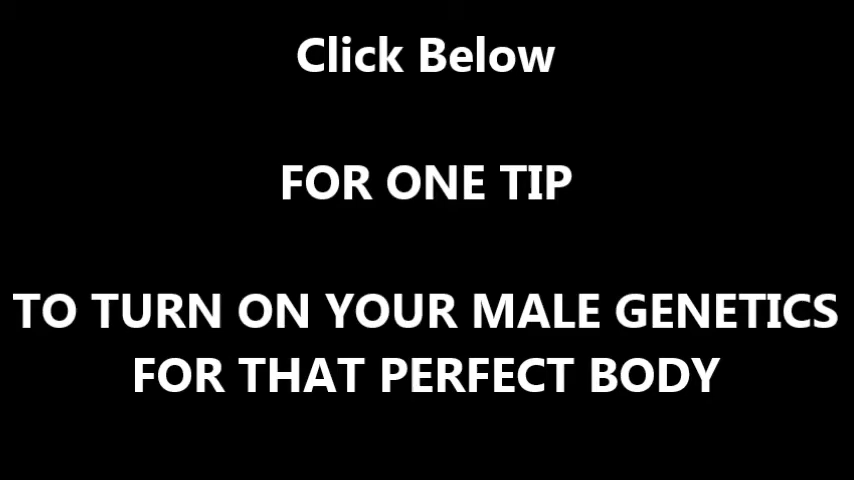 Click Below
FOR ONE TIP
TO TURN ON YOUR MALE GENETICS
FOR THAT PERFECT BODY